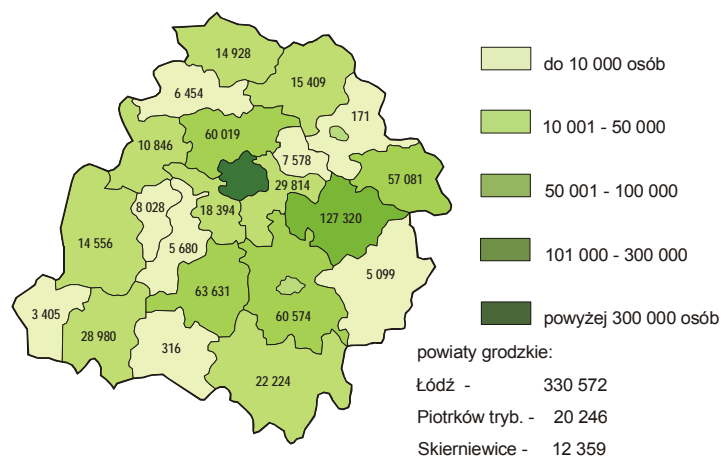 14 928
15 409
6 454
171
60 019
10 846
7 578
57 081
29 814
8 028
18 394
127 320
14 556
5 680
5 099
63 631
3 405
60 574
28 980
316
22 224
do 10 000 osób
10 001 - 50 000
50 001 - 100 000
101 000 - 300 000
powyżej 300 000 osób
powiaty grodzkie:
Łódź - 330 572
Piotrków tryb. - 20 246
Skierniewice - 12 359